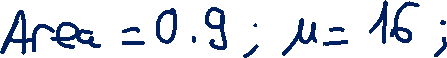 Area = 0.9 ; μ = 16 ;